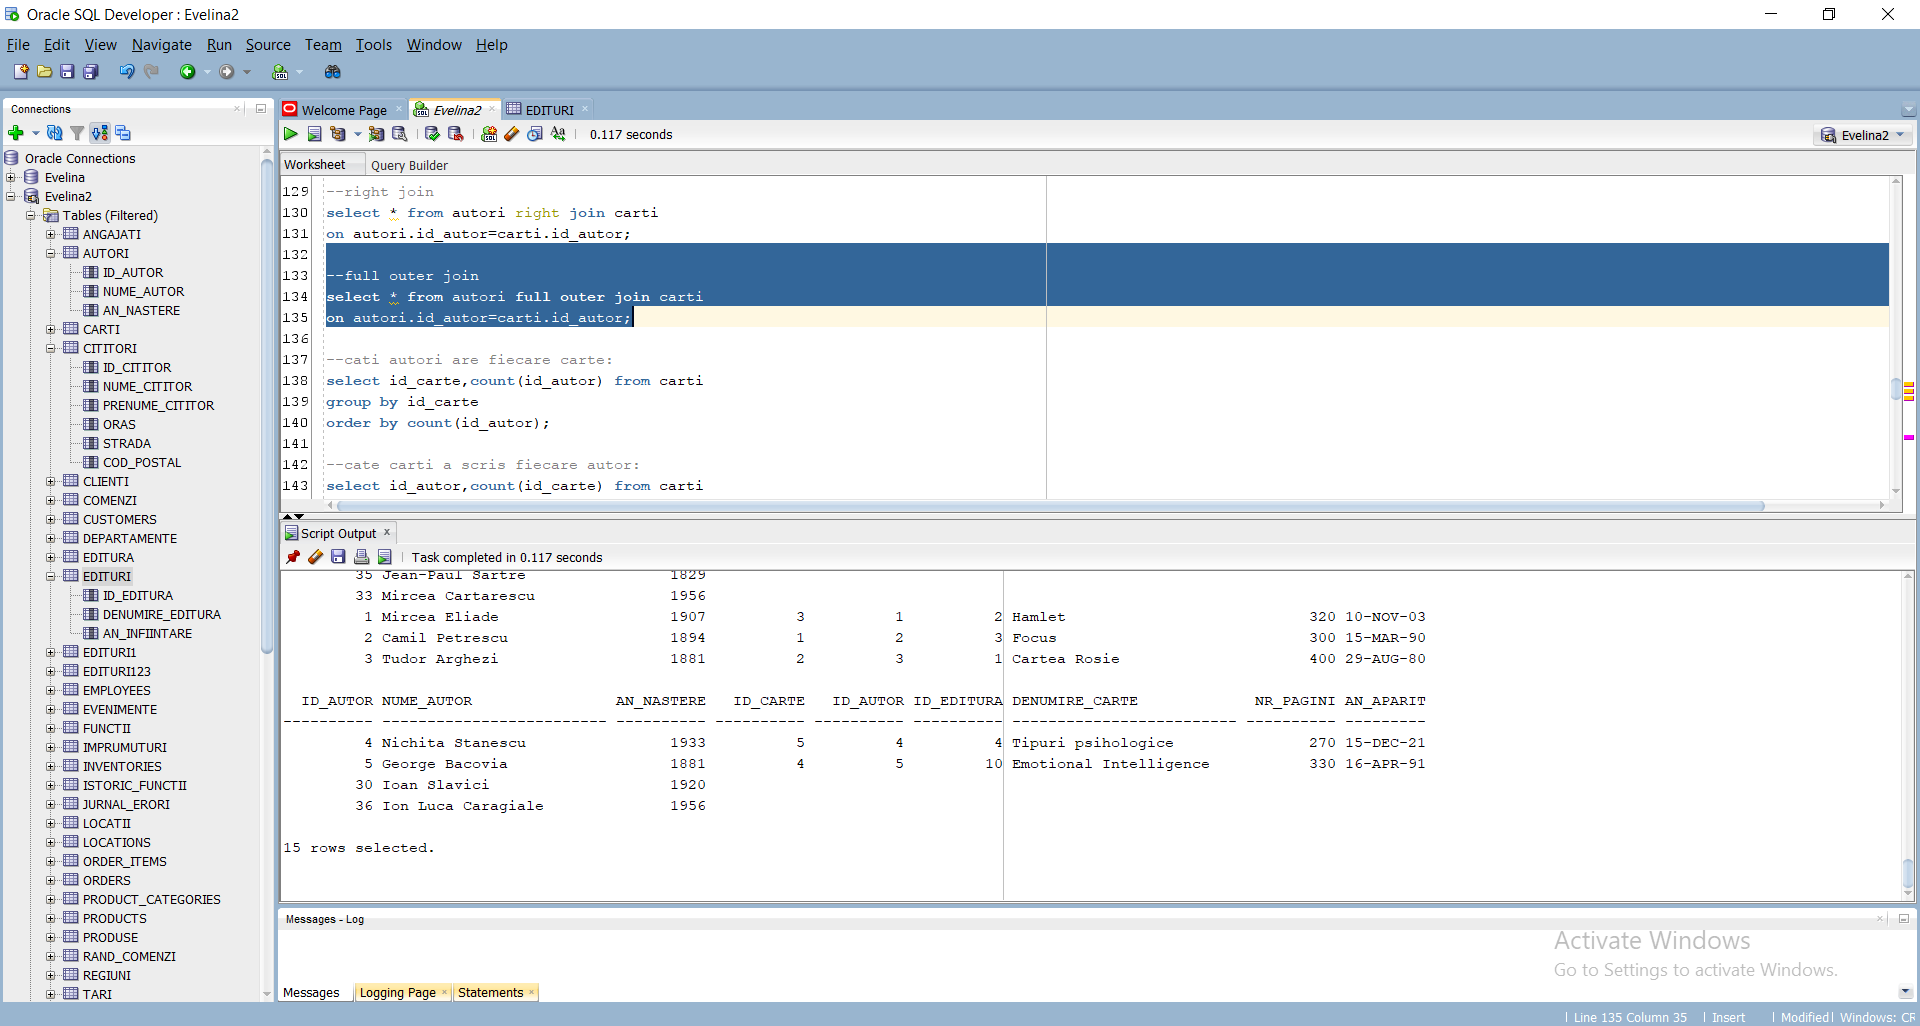 Oracle SQL Developer : Evelina2
File Edit View Navigate Run Source Team Tools Window Help
Connections
Oracle Connections
Evelina
Evelina2
Tables (Filtered)
ANGAJATI
AUTORI
ID_AUTOR
NUME_AUTOR
AN_NASTERE
CARTI
CITITORI
ID_CITITOR
NUME_CITITOR
PRENUME_CITITOR
ORAS
STRADA
COD_POSTAL
CLIENTI
COMENZI
CUSTOMERS
DEPARTAMENTE
EDITURA
EDITURI
ID_EDITURA
DENUMIRE_EDITURA
AN_INFIINTARE
EDITURI1
EDITURI123
EMPLOYEES
EVENIMENTE
FUNCTII
IMPRUMUTURI
INVENTORIES
ISTORIC_FUNCTII
JURNAL_ERORI
LOCATII
LOCATIONS
ORDER_ITEMS
ORDERS
PRODUCT_CATEGORIES
PRODUCTS
PRODUSE
RAND_COMENZI
REGIUNI
TARI
Welcome Page Evelina2 EDITURI
0.117 seconds Evelina2
Worksheet Query Builder
129 --right join
130 select * from autori right join carti
131 on autori.id_autor=carti.id_autor;
132
133 --full outer join
134 select * from autori full outer join carti
135 on autori.id_autor=carti.id_autor;
136
137 --cati autori are fiecare carte:
138 select id_carte,count(id_autor) from carti
139 group by id_carte
140 order by count(id_autor);
141
142 --cate carti a scris fiecare autor:
143 select id_autor,count(id_carte) from carti
Script Output
Task completed in 0.117 seconds
35 Jean-Paul Sartre 1829
33 Mircea Cartarescu 1956
1 Mircea Eliade 1907 3 1 2 Hamlet 320 10-NOV-03
2 Camil Petrescu 1894 1 2 3 Focus 300 15-MAR-90
3 Tudor Arghezi 1881 2 3 1 Cartea Rosie 400 29-AUG-80
ID_AUTOR NUME_AUTOR AN_NASTERE ID_CARTE ID_AUTOR ID_EDITURA DENUMIRE_CARTE NR_PAGINI AN_APARIT
---------- ------------------------- ---------- ---------- ---------- ---------- ------------------------- ---------- ---------
4 Nichita Stanescu 1933 5 4 4 Tipuri psihologice 270 15-DEC-21
5 George Bacovia 1881 4 5 10 Emotional Intelligence 330 16-APR-91
30 Ioan Slavici 1920
36 Ion Luca Caragiale 1956
15 rows selected.
Messages - Log
Activate Windows
Go to Settings to activate Windows.
Messages Logging Page Statements
Line 135 Column 35 Insert Modified Windows: CR